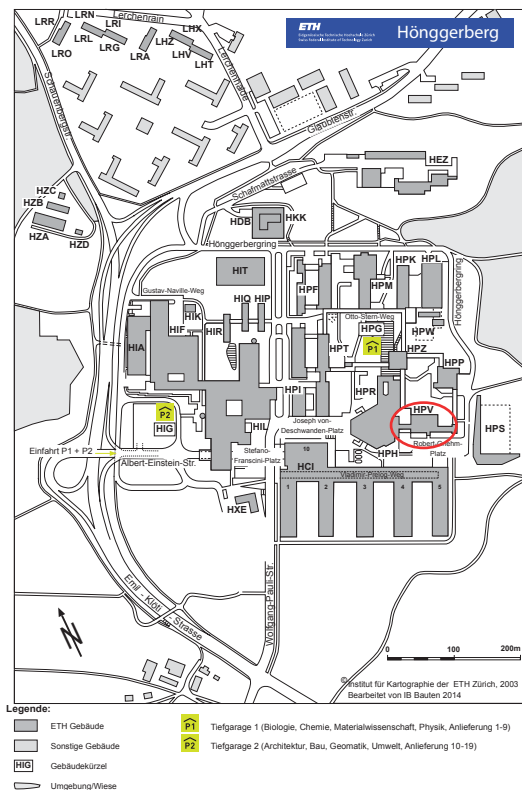 LRR
LRN
LRI
Lerchenrain
LRO
LRL
LRG
LRA
LHZ
LHX
LHV
LHT
Lerchenhalde
ETH
Eidgenössische Technische Hochschule Zürich
Swiss Federal Institute of Technology Zurich
Hönggerberg
Schauenbergstr.
Glaubtenstr.
Schafmattstrasse
HEZ
HZC
HZB
HZA
HZD
HDB
HKK
Hönggerbergring
HIT
HPF
HPM
HPK
HPL
Hönggerbergring
Gustav-Naville-Weg
HIK
HIQ
HIP
HIF
HIR
HIA
Otto-Stern-Weg
HPG
P1
HPW
HPT
HPZ
HPP
HPI
HPR
HPV
HPS
P2
HIG
HIL
Joseph von-
Deschwanden-Platz
Robert-Gnehm-
Platz
Einfahrt P1 + P2
Albert-Einstein-Str.
Stefano-
Franscini-Platz
10
HCI
HPH
Vladimir-Prelog-Weg
1
2
3
4
5
HXE
Wolfgang-Pauli-Str.
Emil - Klöti - Strasse
N
0
100
200m
© Institut für Kartographie der ETH Zürich, 2003
Bearbeitet von IB Bauten 2014
Legende:
ETH Gebäude
Sonstige Gebäude
HIG
Gebäudekürzel
Umgebung/Wiese
P1
Tiefgarage 1 (Biologie, Chemie, Materialwissenschaft, Physik, Anlieferung 1-9)
P2
Tiefgarage 2 (Architektur, Bau, Geomatik, Umwelt, Anlieferung 10-19)